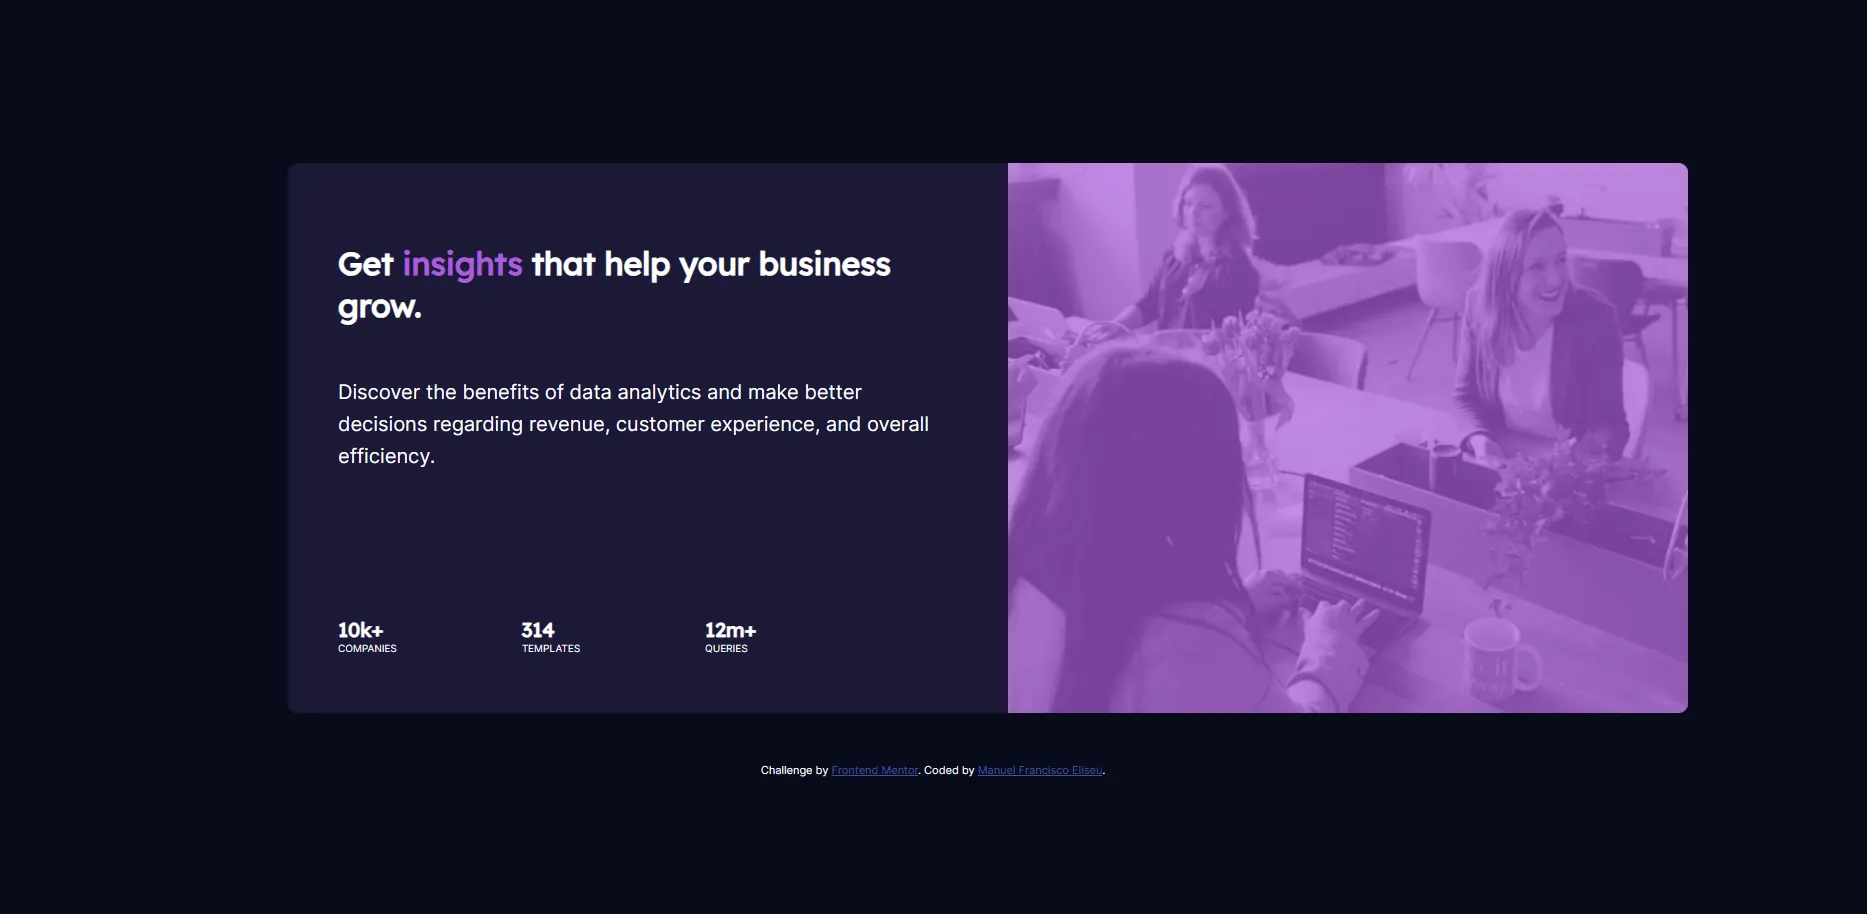 Get insights that help your business
grow.
Discover the benefits of data analytics and make better
decisions regarding revenue, customer experience, and overall
efficiency.
10k+
COMPANIES
314
TEMPLATES
12m+
QUERIES
Challenge by Frontend Mentor. Coded by Manuel Francisco Eliseu.